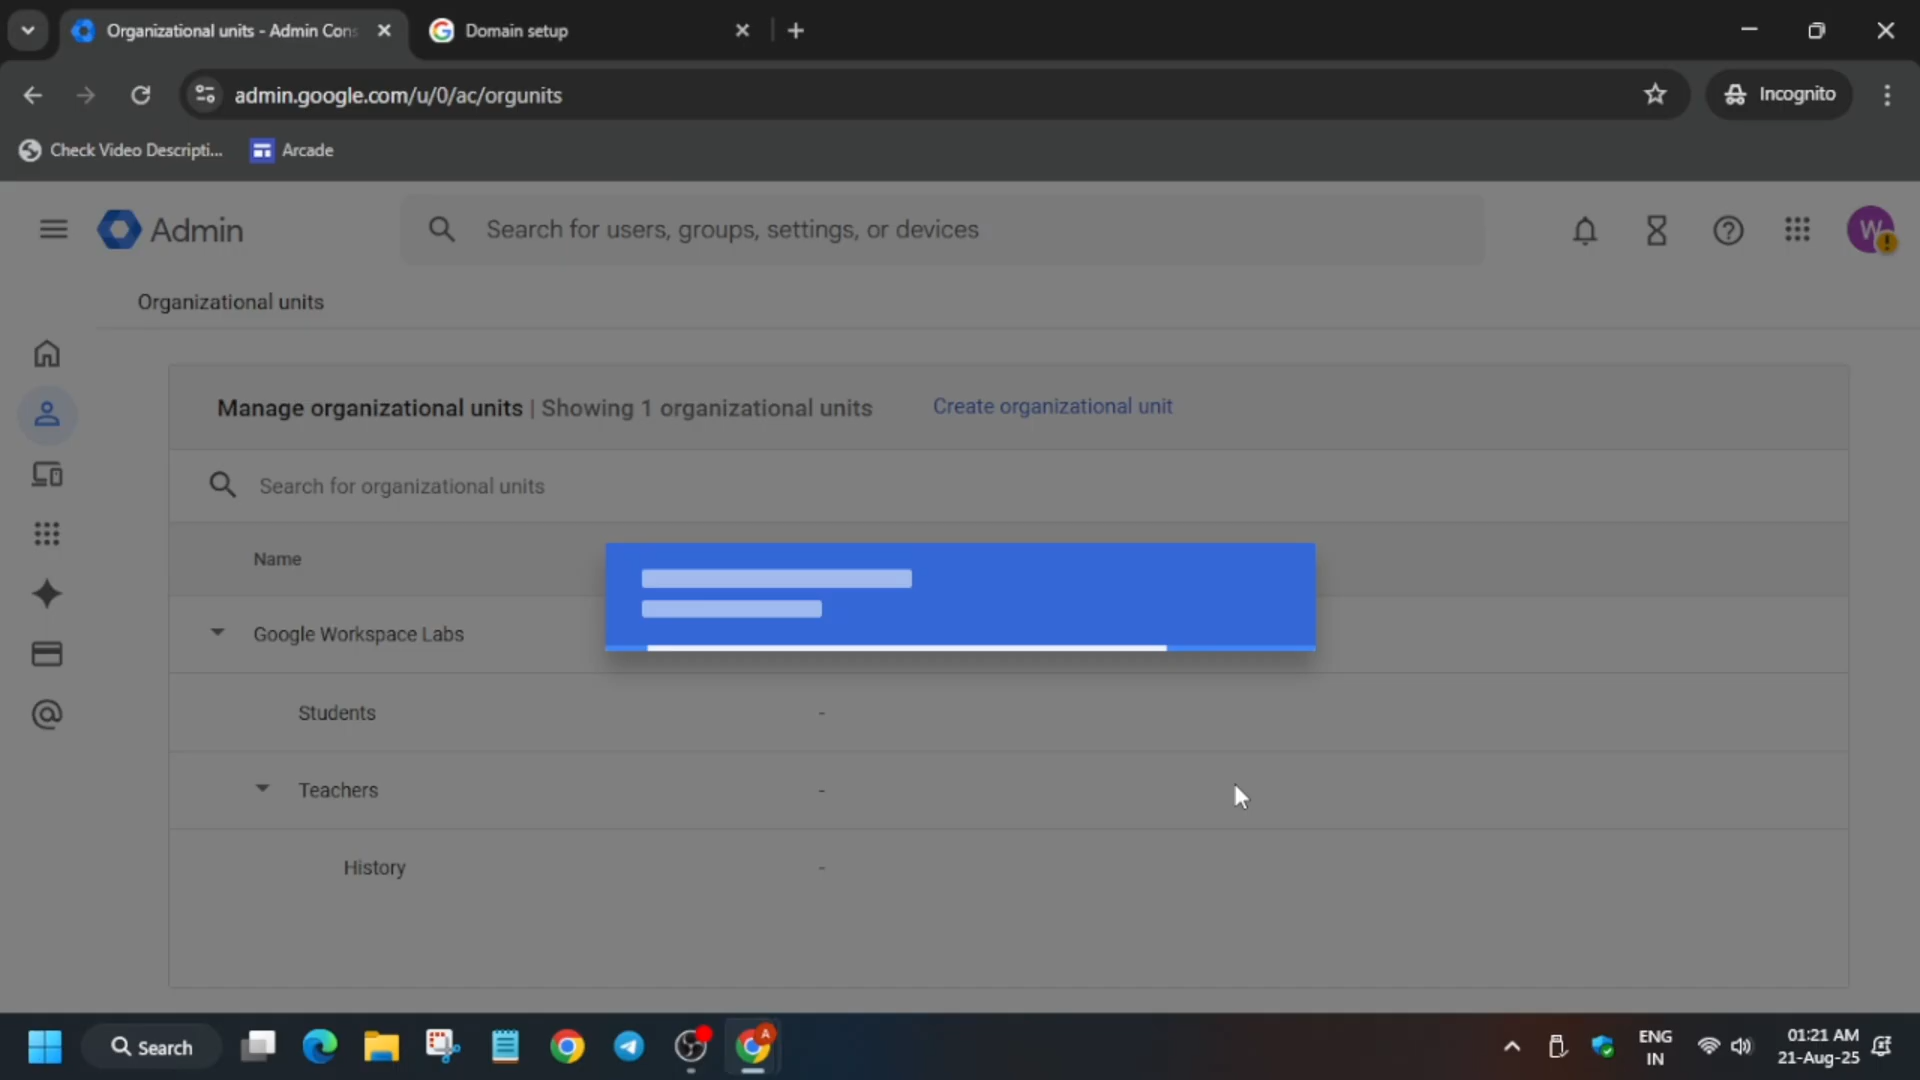 Organizational units - Admin Cons
Domain setup
admin.google.com/u/0/ac/orgunits
Incognito
Check Video Descripti...
Arcade
Admin
Search for users, groups, settings, or devices
W
Organizational units
Manage organizational units | Showing 1 organizational units
Create organizational unit
Search for organizational units
Name
Google Workspace Labs
Students -
Teachers -
History -
Search
A
ENG
IN
01:21 AM
21-Aug-25